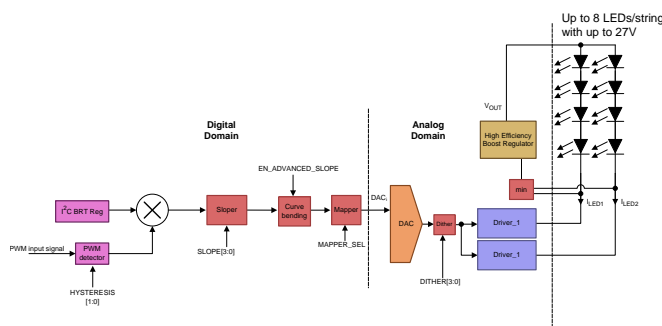 Up to 8 LEDs/string
with up to 27V
VOUT
Digital
Domain
Analog
Domain
High Efficiency
Boost Regulator
EN_ADVANCED_SLOPE
min
ILED1
ILED2
I²C BRT Reg
Sloper
Curve
bending
Mapper
DACi
DAC
Dither
Driver_1
Driver_1
PWM input signal
PWM
detector
SLOPE[3:0]
MAPPER_SEL
DITHER[3:0]
HYSTERESIS
[1:0]